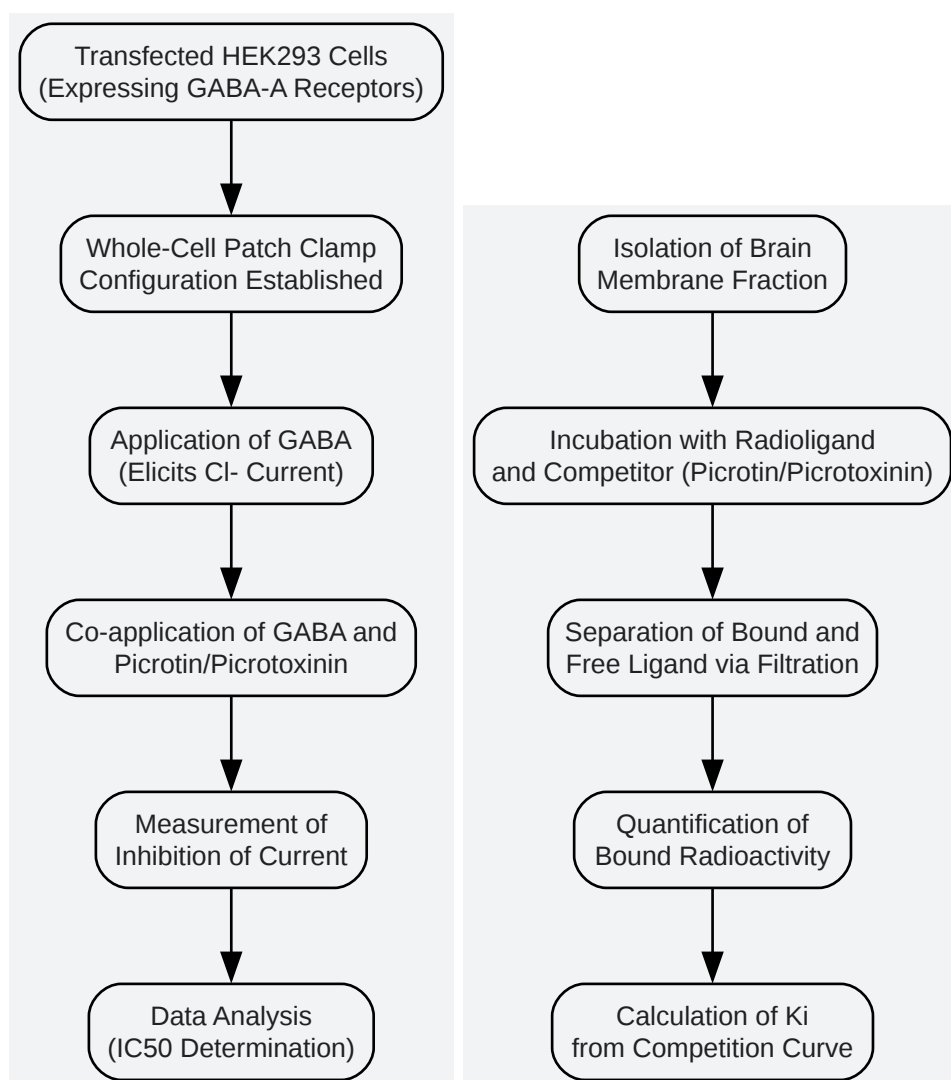 Transfected HEK293 Cells
(Expressing GABA-A Receptors)
Whole-Cell Patch Clamp
Configuration Established
Application of GABA
(Elicits Cl- Current)
Co-application of GABA and
Picrotin/Picrotoxinin
Measurement of
Inhibition of Current
Data Analysis
(IC50 Determination)
Isolation of Brain
Membrane Fraction
Incubation with Radioligand
and Competitor (Picrotin/Picrotoxinin)
Separation of Bound and
Free Ligand via Filtration
Quantification of
Bound Radioactivity
Calculation of Ki
from Competition Curve